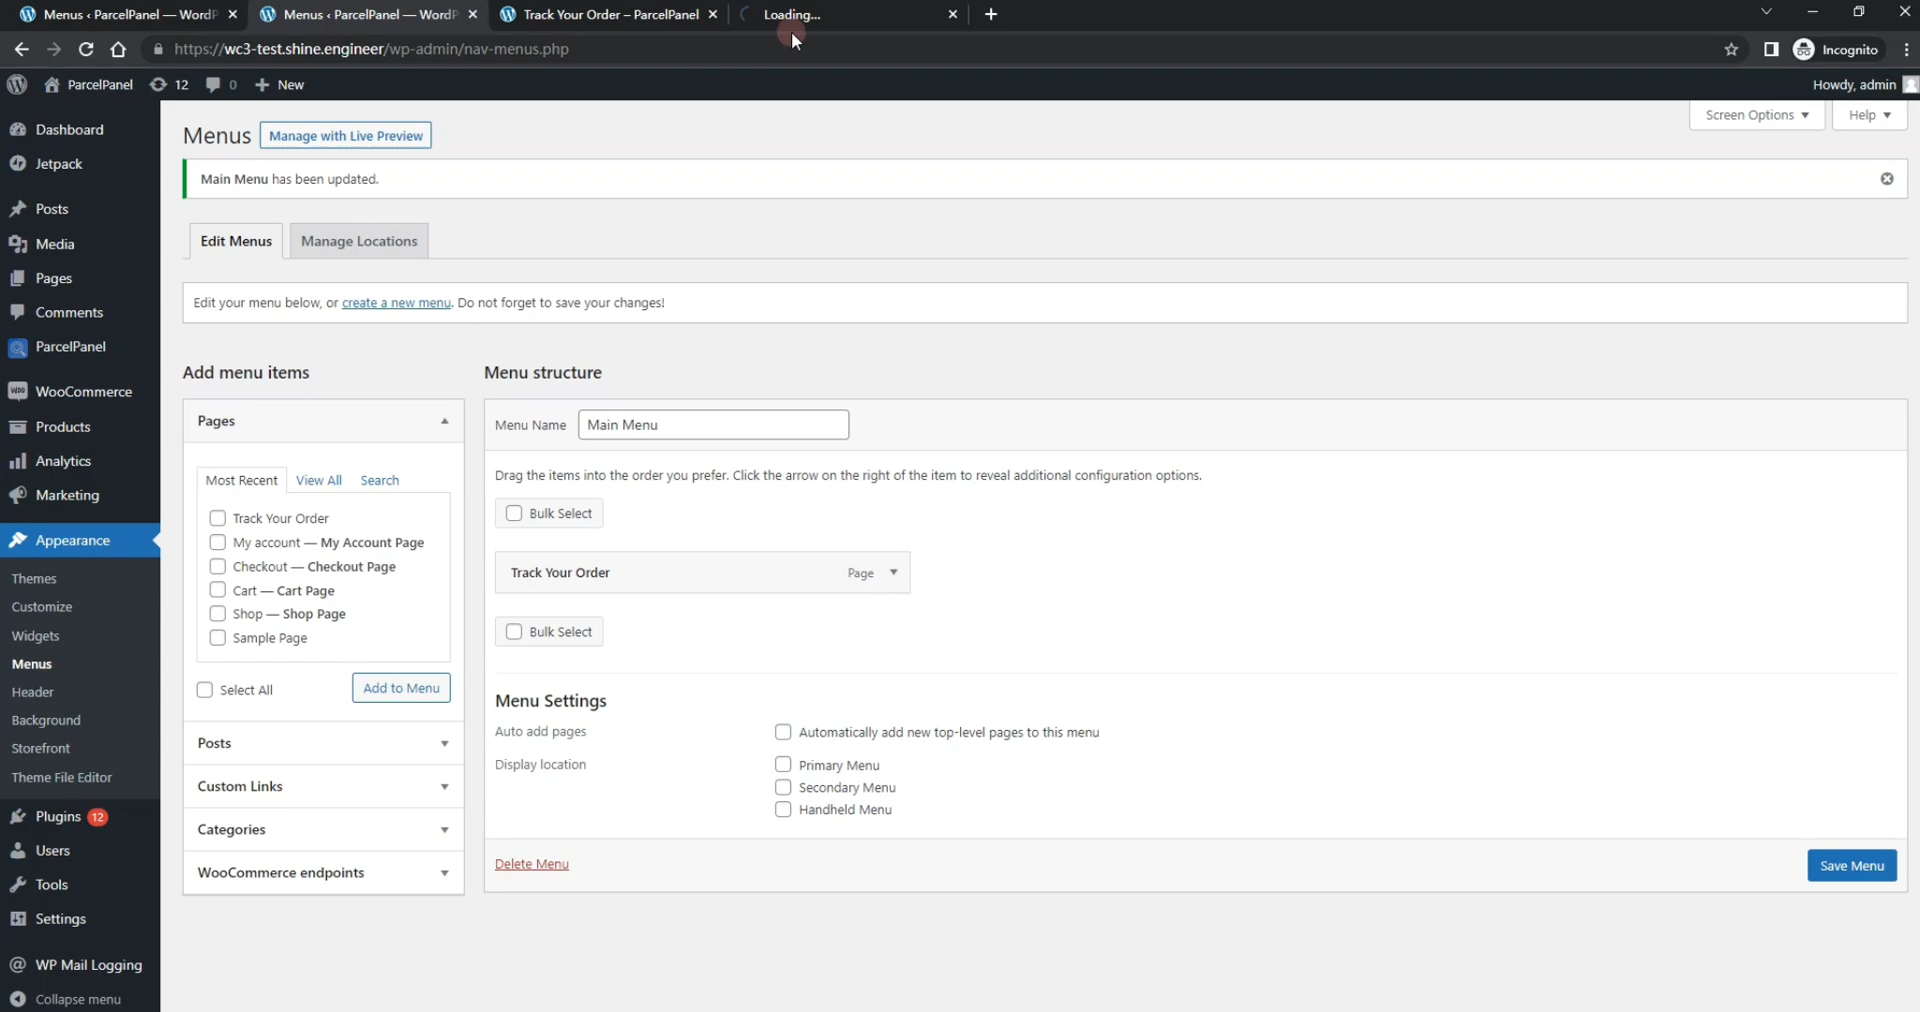 Menus ‹ ParcelPanel — WordP
Menus ‹ ParcelPanel — WordP
Track Your Order – ParcelPanel
Loading...
https://wc3-test.shine.engineer/wp-admin/nav-menus.php
Incognito
ParcelPanel
12
0
New
Howdy, admin
Dashboard
Jetpack
Posts
Media
Pages
Comments
ParcelPanel
WooCommerce
Products
Analytics
Marketing
Appearance
Themes
Customize
Widgets
Menus
Header
Background
Storefront
Theme File Editor
Plugins 12
Users
Tools
Settings
WP Mail Logging
Collapse menu
Screen Options
Help
Menus
Manage with Live Preview
Main Menu has been updated.
Edit Menus
Manage Locations
Edit your menu below, or create a new menu. Do not forget to save your changes!
Add menu items
Pages
Most Recent
View All
Search
Track Your Order
My account — My Account Page
Checkout — Checkout Page
Cart — Cart Page
Shop — Shop Page
Sample Page
Select All
Add to Menu
Posts
Custom Links
Categories
WooCommerce endpoints
Menu structure
Menu Name
Main Menu
Drag the items into the order you prefer. Click the arrow on the right of the item to reveal additional configuration options.
Bulk Select
Track Your Order
Page
Bulk Select
Menu Settings
Auto add pages
Automatically add new top-level pages to this menu
Display location
Primary Menu
Secondary Menu
Handheld Menu
Delete Menu
Save Menu